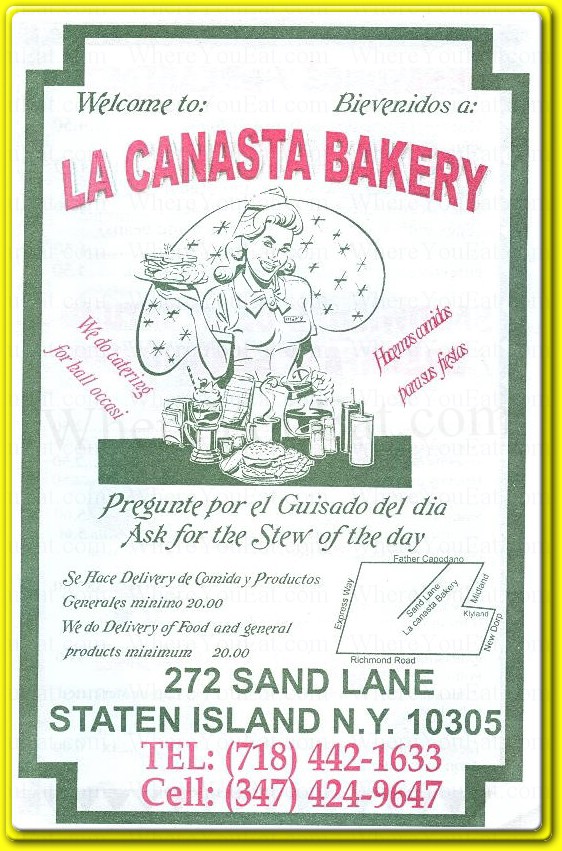 Welcome to: Bievenidos a:
LA CANASTA BAKERY
We do catering
for hall occasi
Hacemos comidas
para sus fiestas
Pregunte por el Guisado del dia
Ask for the Stew of the day
Se Hace Delivery de Comida y Productos
Generales minimo 20.00
We do Delivery of Food and general
products minimum 20.00
Father Capodano
Express Way
Sand Lane
La canasta Bakery
Midland
Klyland
New Dorp
Richmond Road
272 SAND LANE
STATEN ISLAND N.Y. 10305
TEL: (718) 442-1633
Cell: (347) 424-9647
WhereYouEat.com